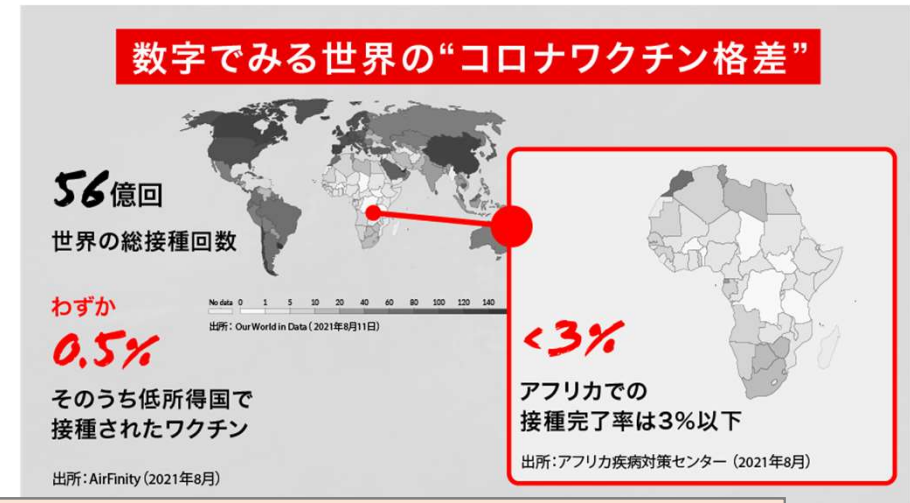 数字でみる世界の“コロナワクチン格差”
56億回
世界の総接種回数
わずか
0.5%
そのうち低所得国で
接種されたワクチン
出所：AirFinity（2021年8月）
No data 0 1 5 10 20 40 60 80 100 120 140
出所： Our World in Data（2021年8月11日）
<3%
アフリカでの
接種完了率は3%以下
出所：アフリカ疾病対策センター （2021年8月）